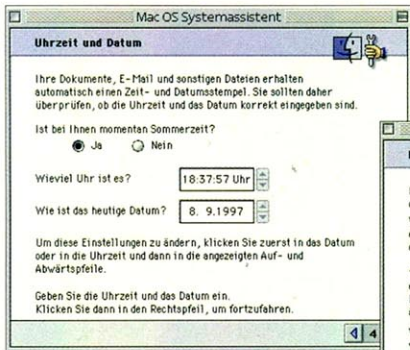 Mac OS Systemassistent
Uhrzeit und Datum
Ihre Dokumente, E-Mail und sonstigen Dateien erhalten
automatisch einen Zeit- und Datumsstempel. Sie sollten daher
überprüfen, ob die Uhrzeit und das Datum korrekt eingegeben sind.
Ist bei Ihnen momentan Sommerzeit?
Ja Nein
Wieviel Uhr ist es? 18:37:57 Uhr
Wie ist das heutige Datum? 8. 9.1997
Um diese Einstellungen zu ändern, klicken Sie zuerst in das Datum
oder in die Uhrzeit und dann in die angezeigten Auf- und
Abwärtspfeile.
Geben Sie die Uhrzeit und das Datum ein.
Klicken Sie dann in den Rechtspfeil, um fortzufahren.
4